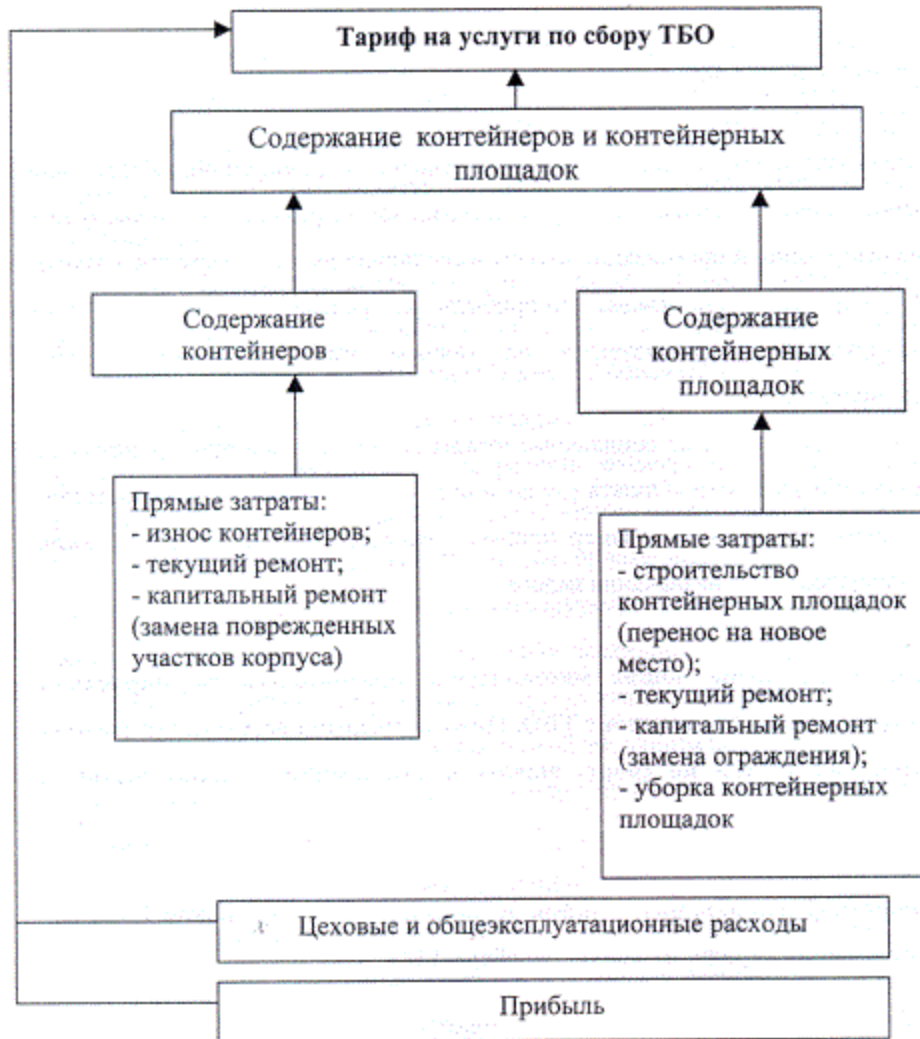 Тариф на услуги по сбору ТБО
Содержание контейнеров и контейнерных
площадок
Содержание
контейнеров
Содержание
контейнерных
площадок
Прямые затраты:
- износ контейнеров;
- текущий ремонт;
- капитальный ремонт
(замена поврежденных
участков корпуса)
Прямые затраты:
- строительство
контейнерных площадок
(перенос на новое
место);
- текущий ремонт;
- капитальный ремонт
(замена ограждения);
- уборка контейнерных
площадок
Цеховые и общеэксплуатационные расходы
Прибыль